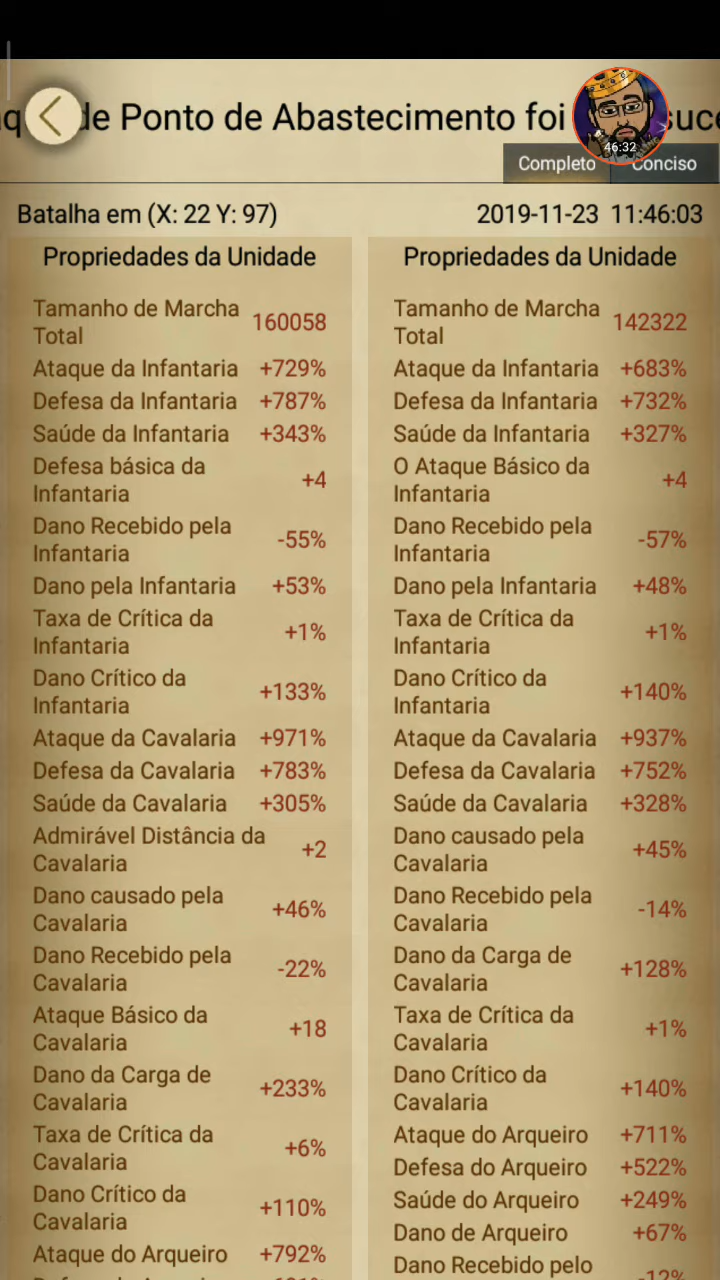 de Ponto de Abastecimento foi
46:32
Completo
Conciso
Batalha em (X: 22 Y: 97)
2019-11-23 11:46:03
Propriedades da Unidade
Tamanho de Marcha
Total
160058
Ataque da Infantaria +729%
Defesa da Infantaria +787%
Saúde da Infantaria +343%
Defesa básica da
Infantaria
+4
Dano Recebido pela
Infantaria
-55%
Dano pela Infantaria +53%
Taxa de Crítica da
Infantaria
+1%
Dano Crítico da
Infantaria
+133%
Ataque da Cavalaria +971%
Defesa da Cavalaria +783%
Saúde da Cavalaria +305%
Admirável Distância da
Cavalaria
+2
Dano causado pela
Cavalaria
+46%
Dano Recebido pela
Cavalaria
-22%
Ataque Básico da
Cavalaria
+18
Dano da Carga de
Cavalaria
+233%
Taxa de Crítica da
Cavalaria
+6%
Dano Crítico da
Cavalaria
+110%
Ataque do Arqueiro +792%
Propriedades da Unidade
Tamanho de Marcha
Total
142322
Ataque da Infantaria +683%
Defesa da Infantaria +732%
Saúde da Infantaria +327%
O Ataque Básico da
Infantaria
+4
Dano Recebido pela
Infantaria
-57%
Dano pela Infantaria +48%
Taxa de Crítica da
Infantaria
+1%
Dano Crítico da
Infantaria
+140%
Ataque da Cavalaria +937%
Defesa da Cavalaria +752%
Saúde da Cavalaria +328%
Dano causado pela
Cavalaria
+45%
Dano Recebido pela
Cavalaria
-14%
Dano da Carga de
Cavalaria
+128%
Taxa de Crítica da
Cavalaria
+1%
Dano Crítico da
Cavalaria
+140%
Ataque do Arqueiro +711%
Defesa do Arqueiro +522%
Saúde do Arqueiro +249%
Dano de Arqueiro +67%
Dano Recebido pelo
-12%